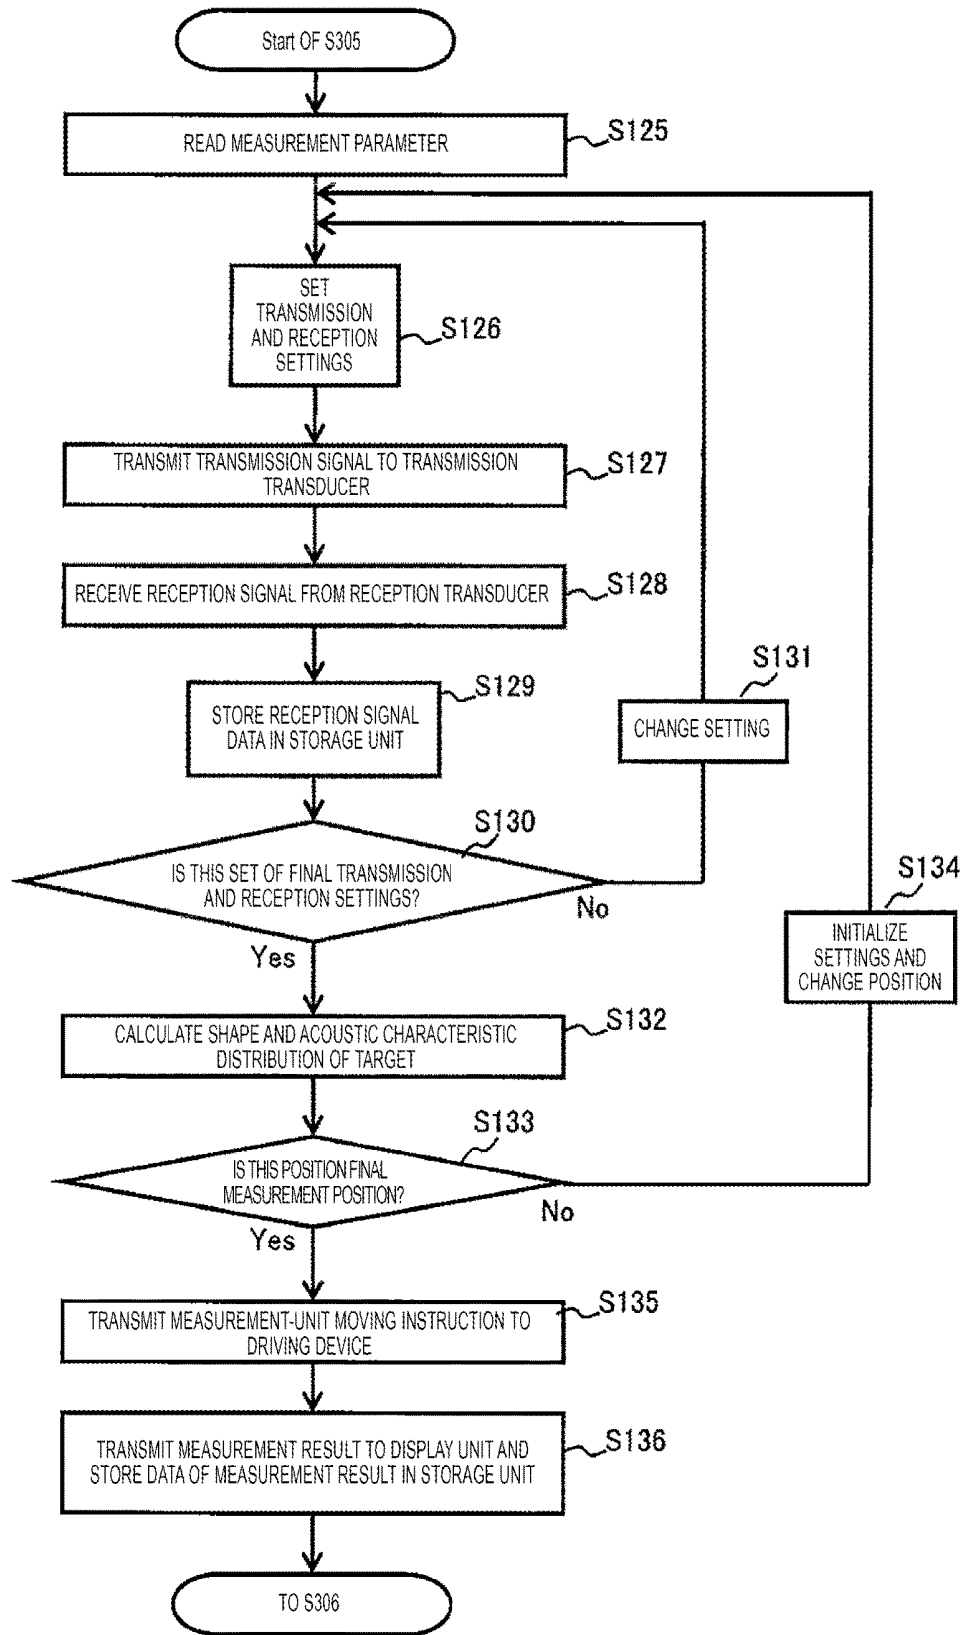 Start OF S305
READ MEASUREMENT PARAMETER
S125
SET
TRANSMISSION
AND RECEPTION
SETTINGS
S126
TRANSMIT TRANSMISSION SIGNAL TO TRANSMISSION
TRANSDUCER
S127
RECEIVE RECEPTION SIGNAL FROM RECEPTION TRANSDUCER
S128
STORE RECEPTION SIGNAL
DATA IN STORAGE UNIT
S129
CHANGE SETTING
S131
IS THIS SET OF FINAL TRANSMISSION
AND RECEPTION SETTINGS?
S130
No
Yes
INITIALIZE
SETTINGS AND
CHANGE POSITION
S134
CALCULATE SHAPE AND ACOUSTIC CHARACTERISTIC
DISTRIBUTION OF TARGET
S132
IS THIS POSITION FINAL
MEASUREMENT POSITION?
S133
No
Yes
TRANSMIT MEASUREMENT-UNIT MOVING INSTRUCTION TO
DRIVING DEVICE
S135
TRANSMIT MEASUREMENT RESULT TO DISPLAY UNIT AND
STORE DATA OF MEASUREMENT RESULT IN STORAGE UNIT
S136
TO S306